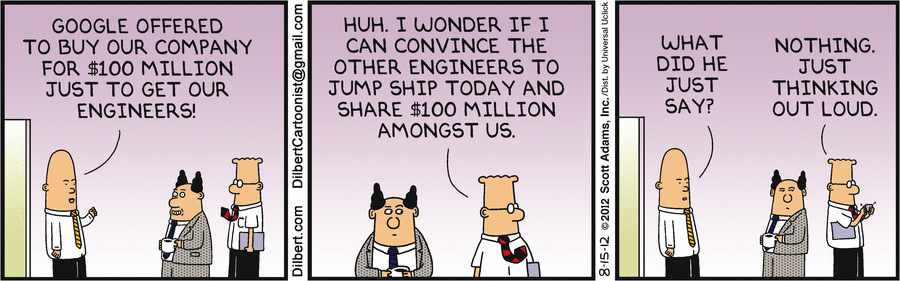 GOOGLE OFFERED
TO BUY OUR COMPANY
FOR $100 MILLION
JUST TO GET OUR
ENGINEERS!
Dilbert.com DilbertCartoonist@gmail.com
HUH. I WONDER IF I
CAN CONVINCE THE
OTHER ENGINEERS TO
JUMP SHIP TODAY AND
SHARE $100 MILLION
AMONGST US.
8-15-12 © 2012 Scott Adams, Inc. /Dist. by Universal Uclick
WHAT
DID HE
JUST
SAY?
NOTHING.
JUST
THINKING
OUT LOUD.